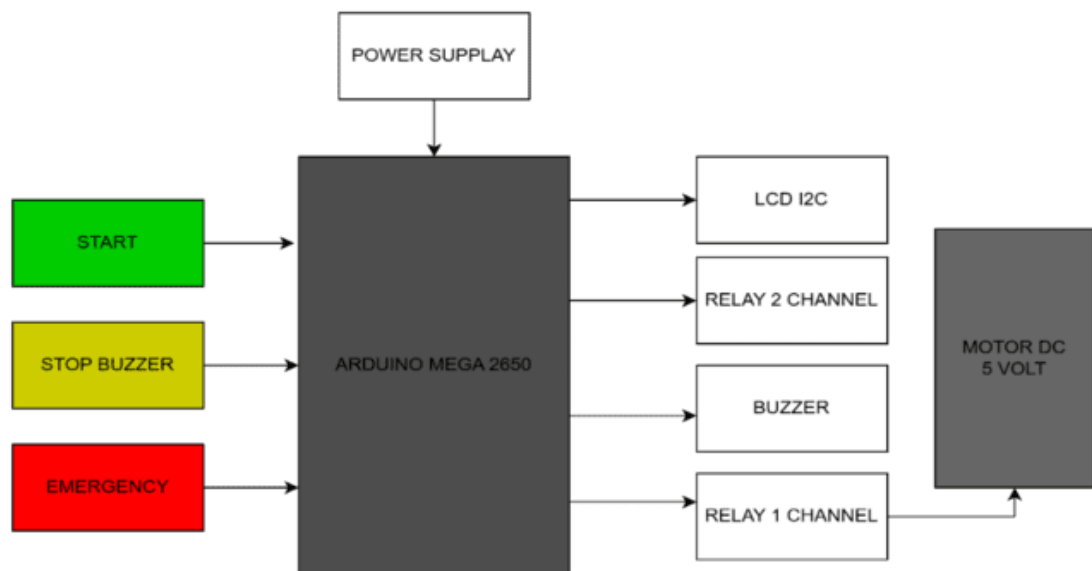 POWER SUPPLAY
START
STOP BUZZER
EMERGENCY
ARDUINO MEGA 2650
LCD I2C
RELAY 2 CHANNEL
BUZZER
RELAY 1 CHANNEL
MOTOR DC
5 VOLT